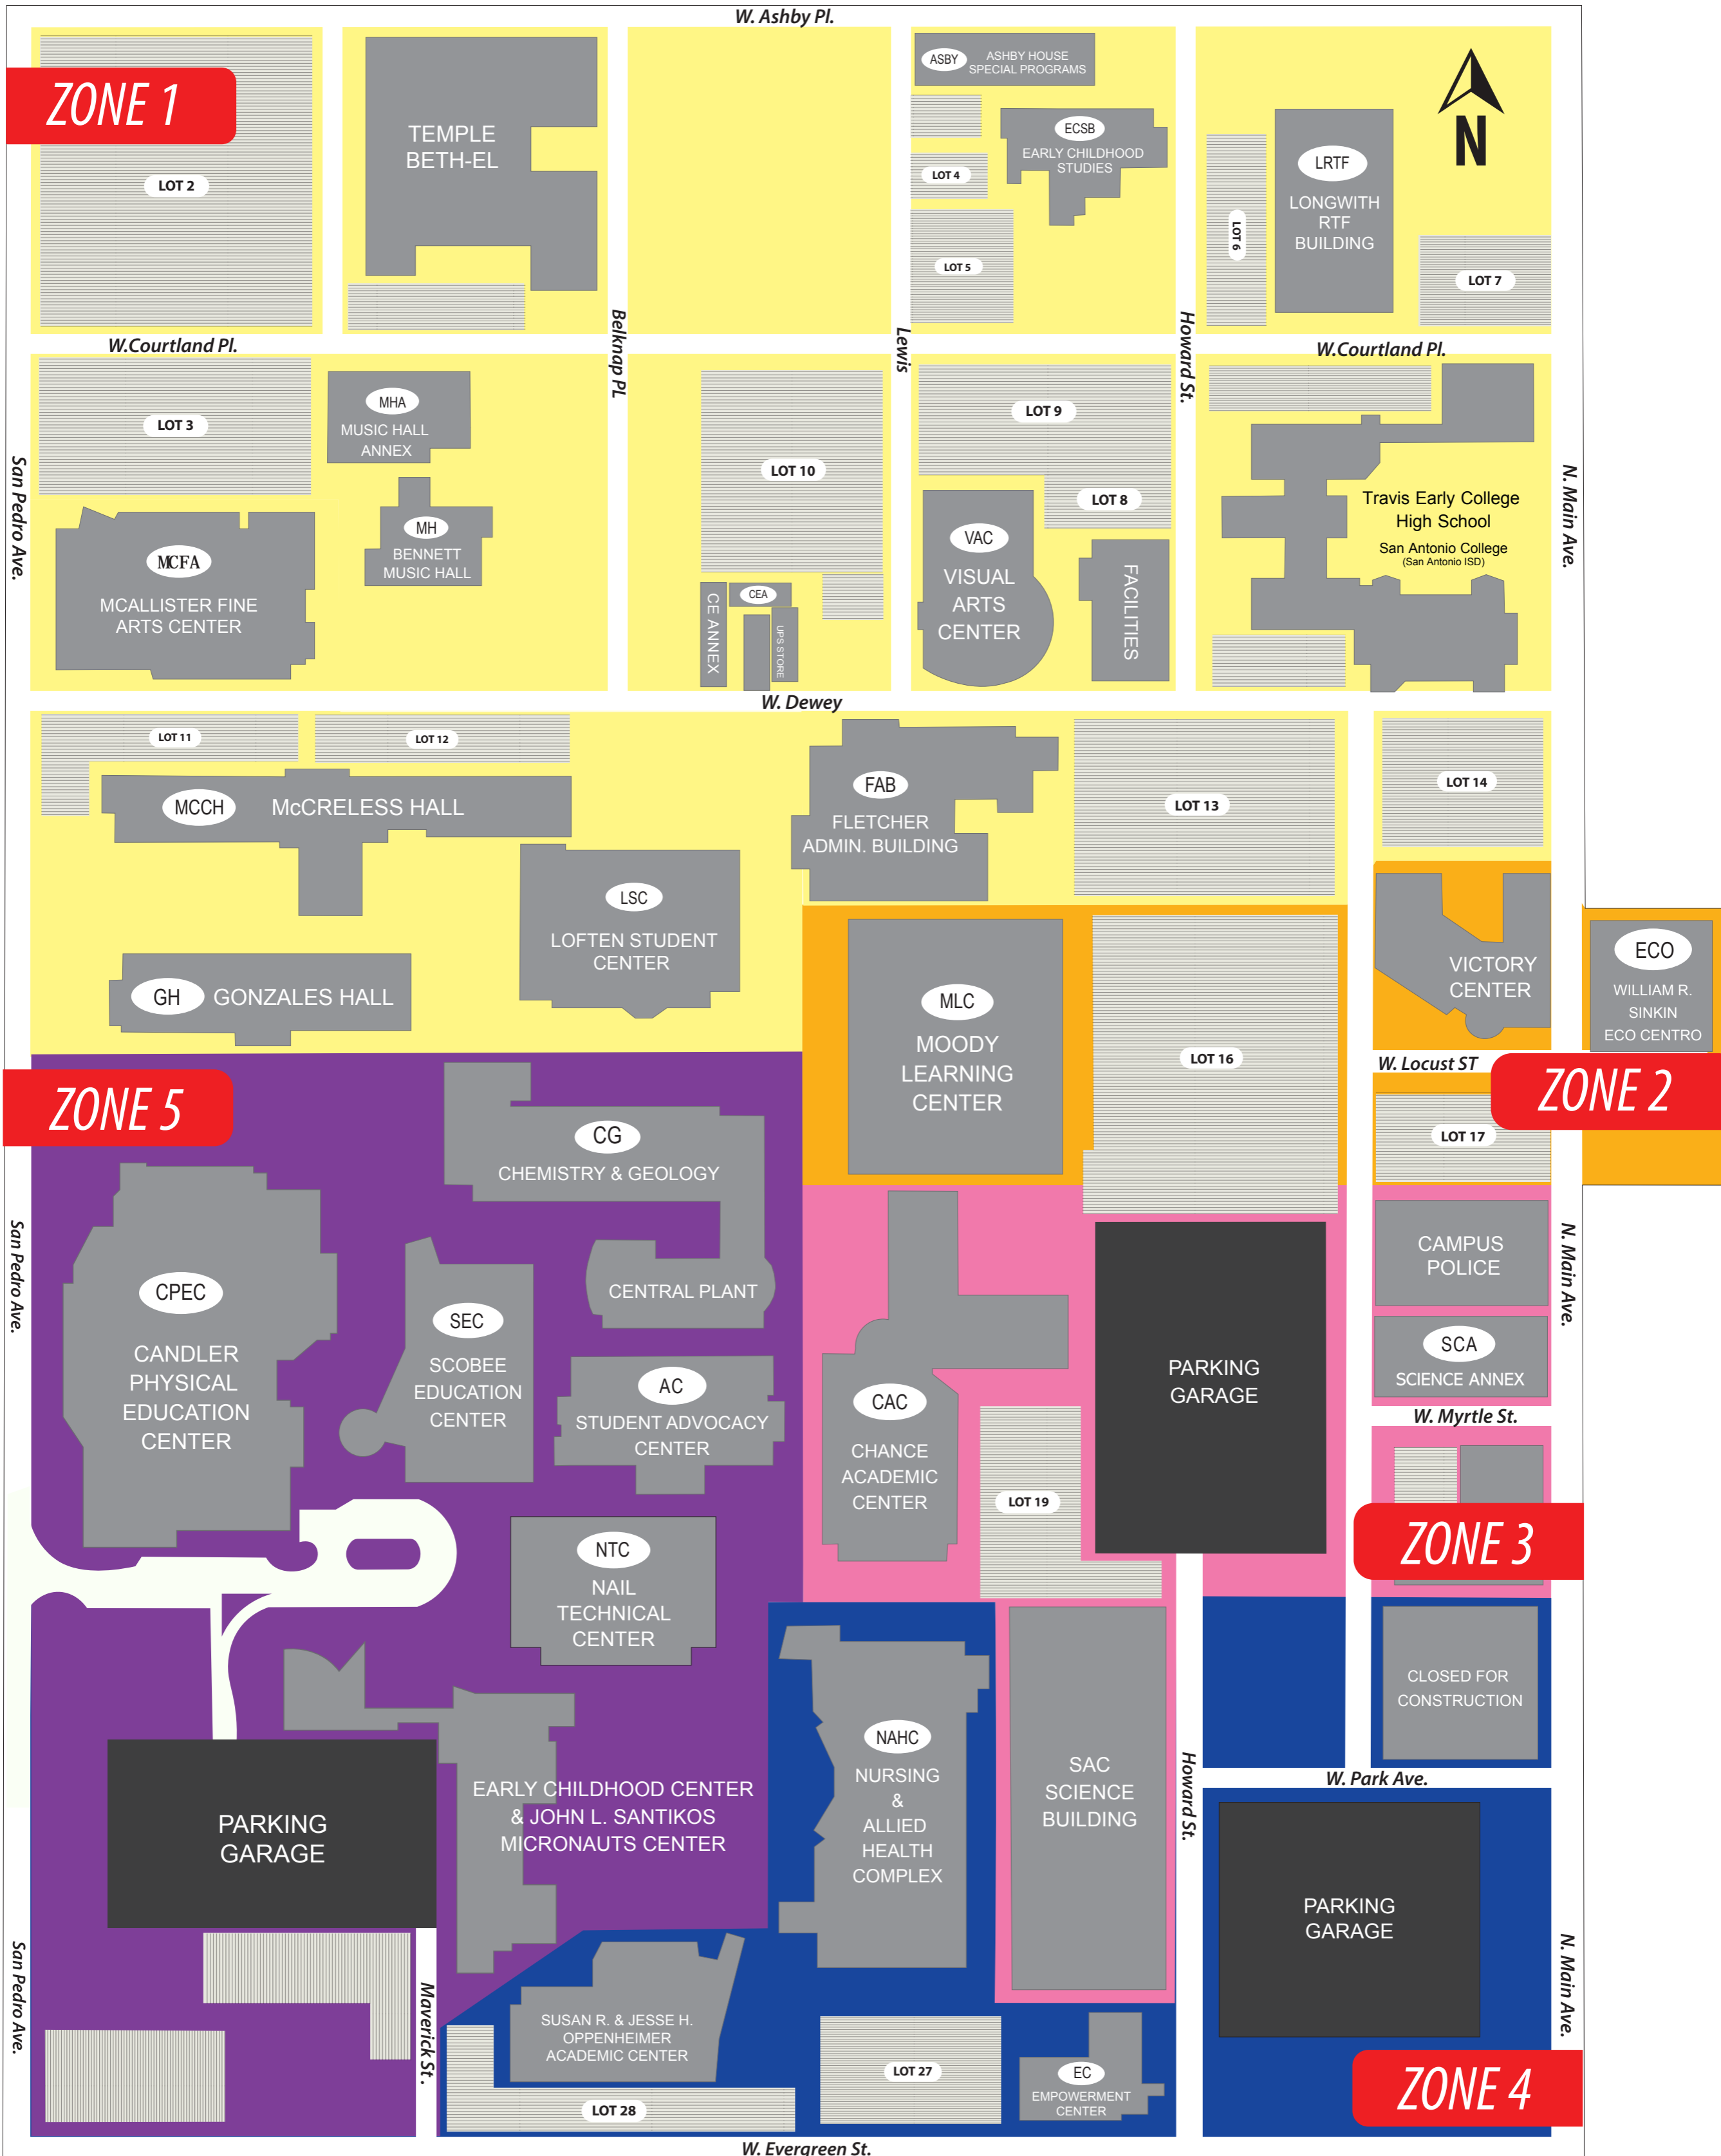 W. Ashby Pl.
ZONE 1
LOT 2
TEMPLE
BETH-EL
ASBY
ASHBY HOUSE
SPECIAL PROGRAMS
ECSB
EARLY CHILDHOOD
STUDIES
LOT 4
LOT 5
LOT 6
LRTF
LONGWITH
RTF
BUILDING
LOT 7
N
W.Courtland Pl.
Belknap PL
Lewis
Howard St.
W.Courtland Pl.
San Pedro Ave.
LOT 3
MHA
MUSIC HALL
ANNEX
MH
BENNETT
MUSIC HALL
MCFA
MCALLISTER FINE
ARTS CENTER
LOT 10
CE ANNEX
CEA
UPS STORE
LOT 9
LOT 8
VAC
VISUAL
ARTS
CENTER
FACILITIES
Travis Early College
High School
San Antonio College
(San Antonio ISD)
N. Main Ave.
W. Dewey
LOT 11
LOT 12
MCCH
McCRELESS HALL
FAB
FLETCHER
ADMIN. BUILDING
LOT 13
LOT 14
LSC
LOFTEN STUDENT
CENTER
GH
GONZALES HALL
MLC
MOODY
LEARNING
CENTER
LOT 16
VICTORY
CENTER
ECO
WILLIAM R.
SINKIN
ECO CENTRO
W. Locust ST
ZONE 2
LOT 17
ZONE 5
CG
CHEMISTRY & GEOLOGY
San Pedro Ave.
CPEC
CANDLER
PHYSICAL
EDUCATION
CENTER
SEC
SCOBEE
EDUCATION
CENTER
CENTRAL PLANT
AC
STUDENT ADVOCACY
CENTER
CAC
CHANCE
ACADEMIC
CENTER
LOT 19
PARKING
GARAGE
CAMPUS
POLICE
SCA
SCIENCE ANNEX
N. Main Ave.
W. Myrtle St.
ZONE 3
NTC
NAIL
TECHNICAL
CENTER
CLOSED FOR
CONSTRUCTION
NAHC
NURSING
&
ALLIED
HEALTH
COMPLEX
SAC
SCIENCE
BUILDING
Howard St.
W. Park Ave.
PARKING
GARAGE
EARLY CHILDHOOD CENTER
& JOHN L. SANTIKOS
MICRONAUTS CENTER
PARKING
GARAGE
San Pedro Ave.
Maverick St.
N. Main Ave.
SUSAN R. & JESSE H.
OPPENHEIMER
ACADEMIC CENTER
LOT 28
LOT 27
EC
EMPOWERMENT
CENTER
ZONE 4
W. Evergreen St.